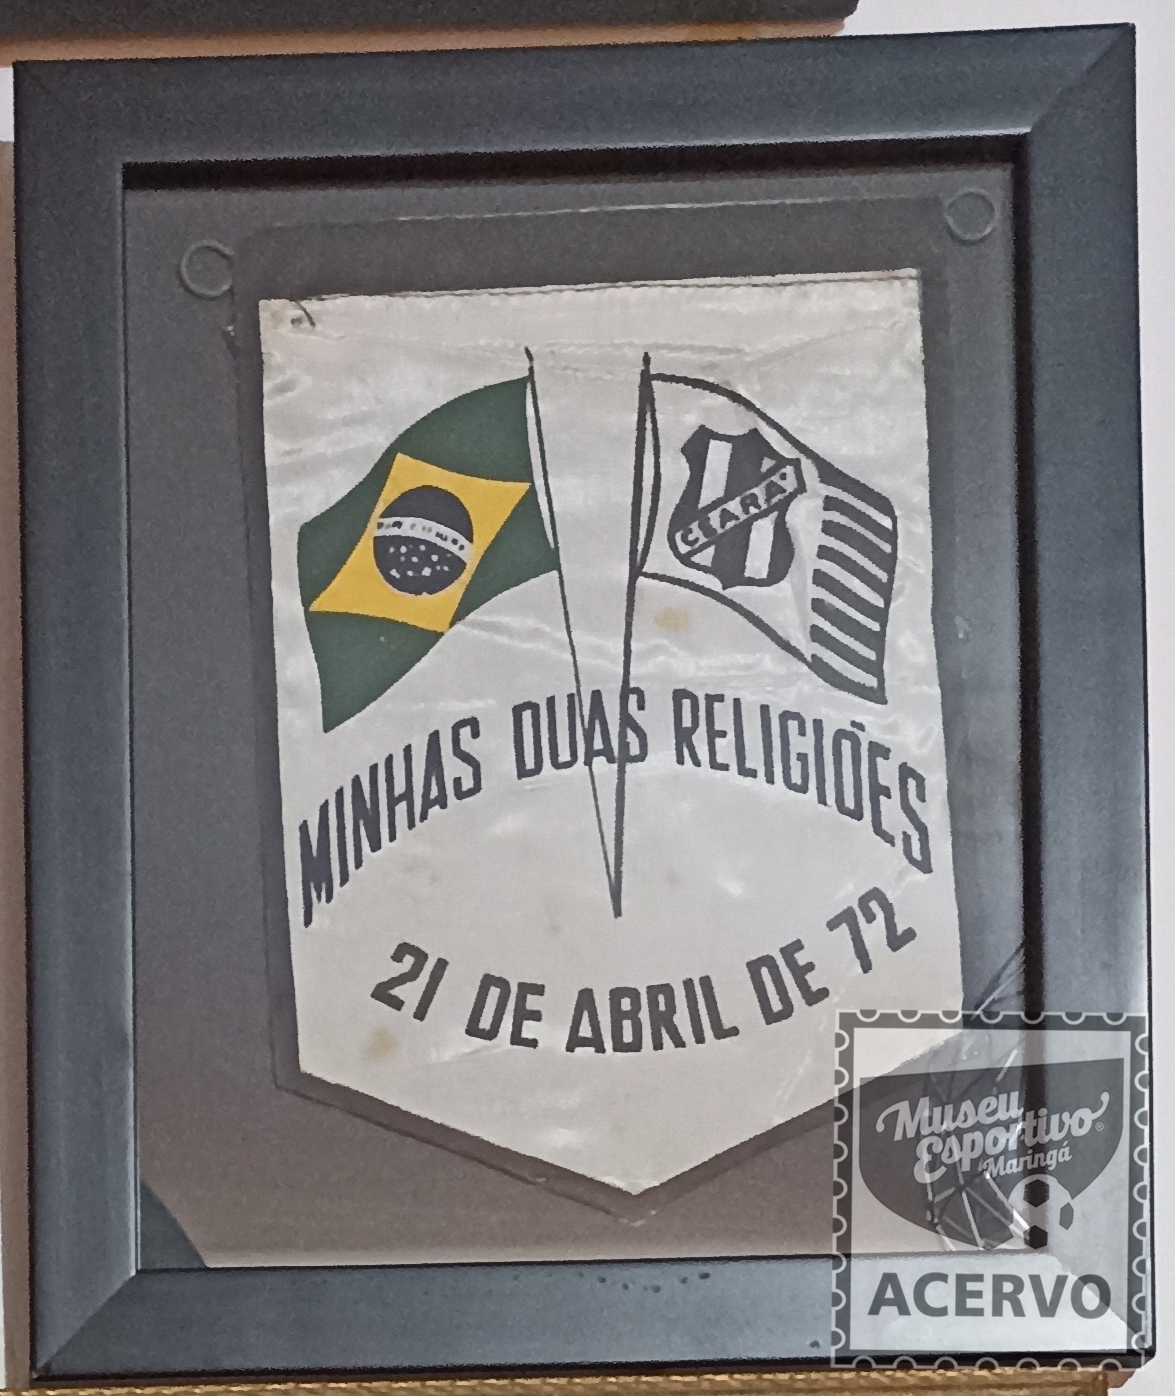 CEARÁ
MINHAS DUAS RELIGIÕES
21 DE ABRIL DE 72
Museu
Esportivo
Maringá
ACERVO